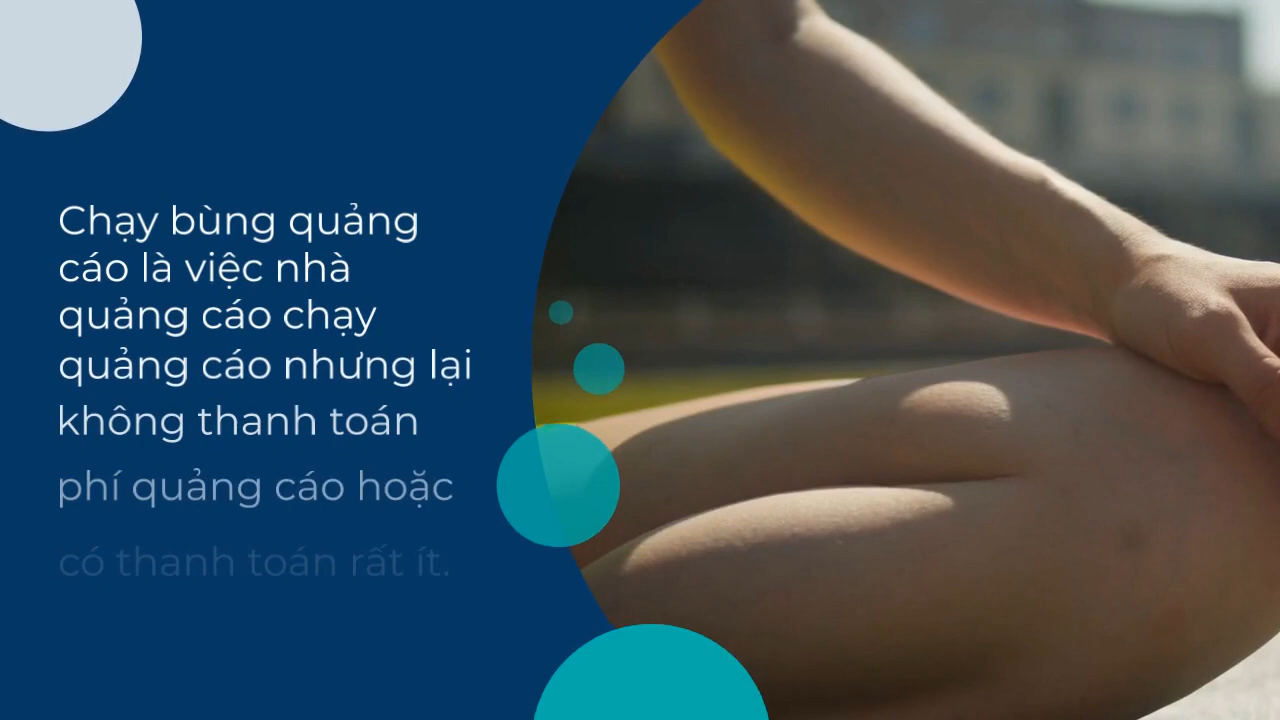 Chạy bùng quảng
cáo là việc nhà
quảng cáo chạy
quảng cáo nhưng lại
không thanh toán
phí quảng cáo hoặc
có thanh toán rất ít.